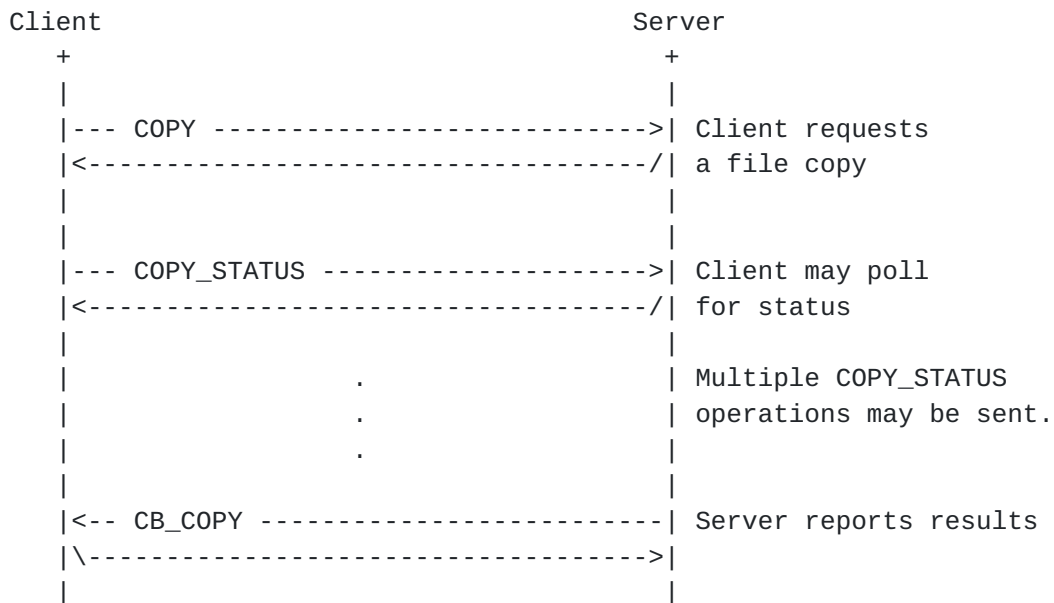 Client                                  Server
   +                                      +
   |                                      |
   |--- COPY ---------------------------->| Client requests
   |<------------------------------------/| a file copy
   |                                      |
   |                                      |
   |--- COPY_STATUS --------------------->| Client may poll
   |<------------------------------------/| for status
   |                                      |
   |                  .                   | Multiple COPY_STATUS
   |                  .                   | operations may be sent.
   |                  .                   |
   |                                      |
   |<-- CB_COPY --------------------------| Server reports results
   |\------------------------------------>|
   |                                      |